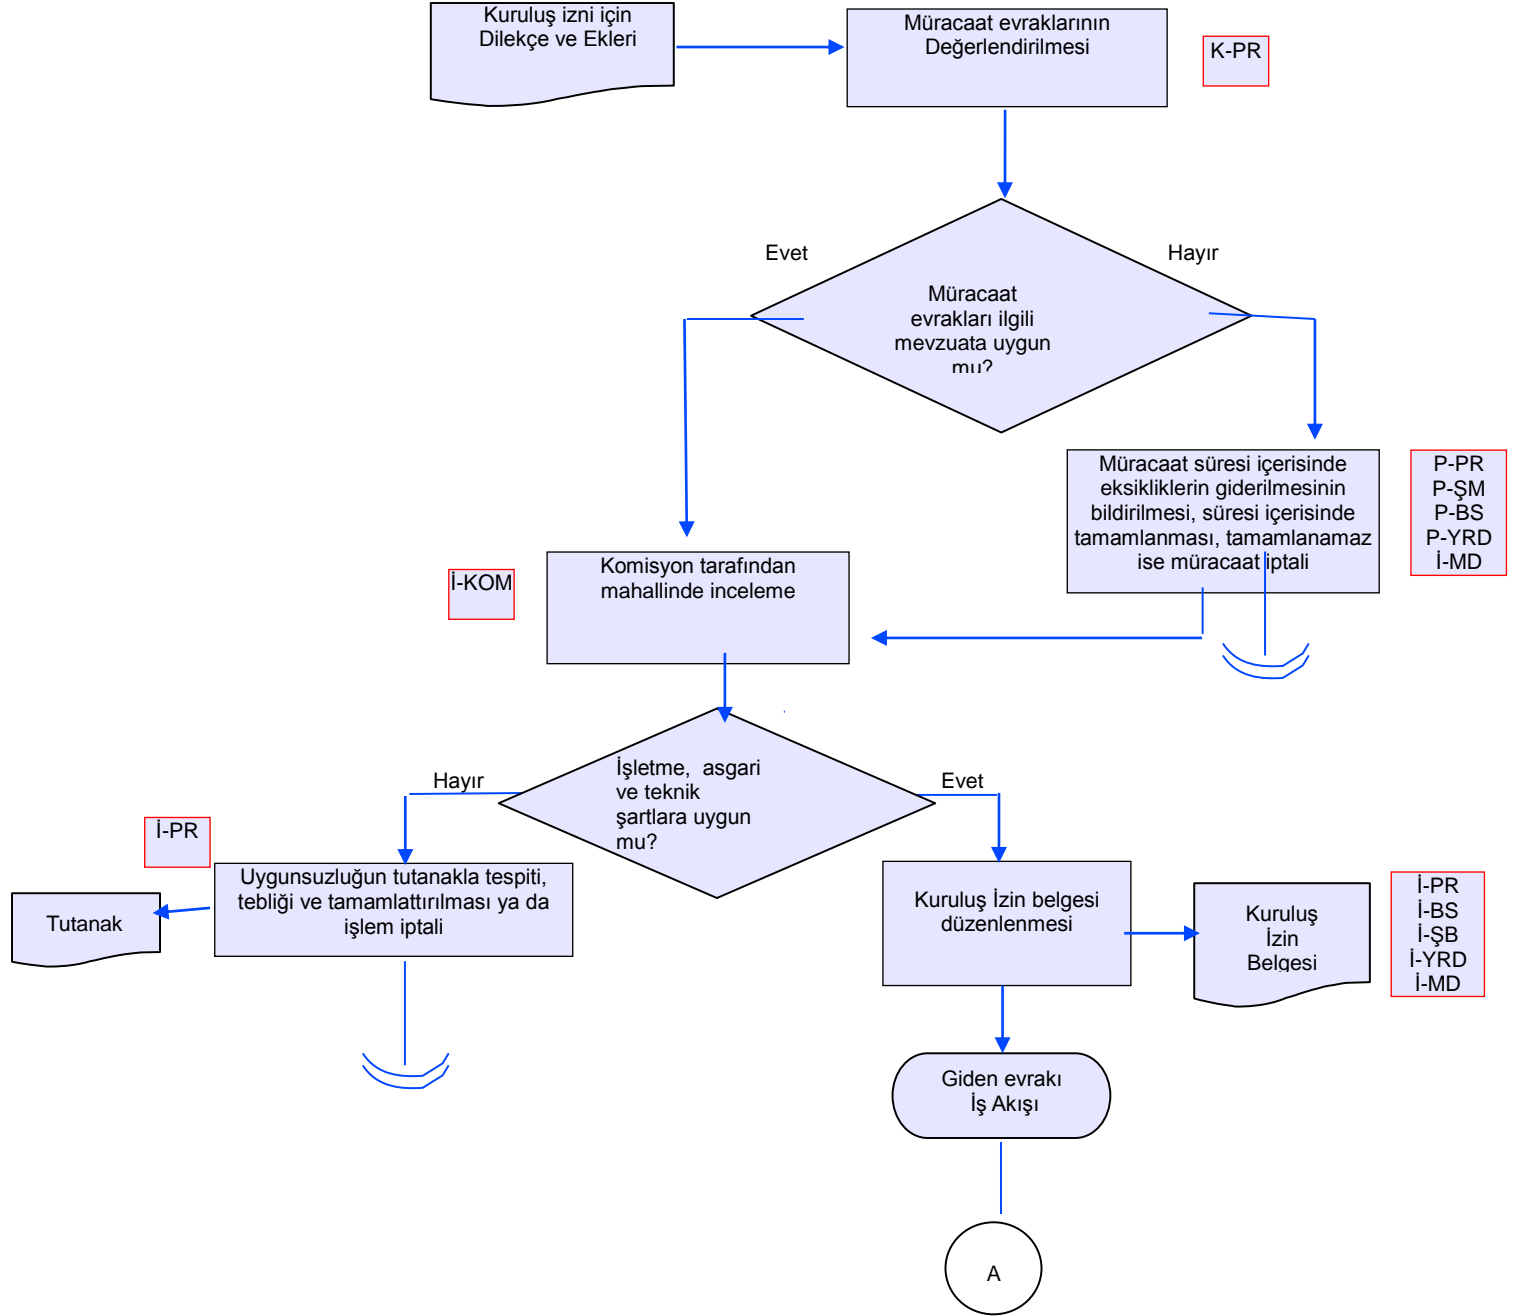 Kuruluş izni için
Dilekçe ve Ekleri
Müracaat evraklarının
Değerlendirilmesi
K-PR
Evet
Hayır
Müracaat
evrakları ilgili
mevzuata uygun
mu?
Müracaat süresi içerisinde
eksikliklerin giderilmesinin
bildirilmesi, süresi içerisinde
tamamlanması, tamamlanamaz
ise müracaat iptali
P-PR
P-ŞM
P-BS
P-YRD
İ-MD
İ-KOM
Komisyon tarafından
mahallinde inceleme
Hayır
İşletme, asgari
ve teknik
şartlara uygun
mu?
Evet
İ-PR
Uygunsuzluğun tutanakla tespiti,
tebliği ve tamamlattırılması ya da
işlem iptali
Tutanak
Kuruluş İzin belgesi
düzenlenmesi
Kuruluş
İzin
Belgesi
İ-PR
İ-BS
İ-ŞB
İ-YRD
İ-MD
Giden evrakı
İş Akışı
A